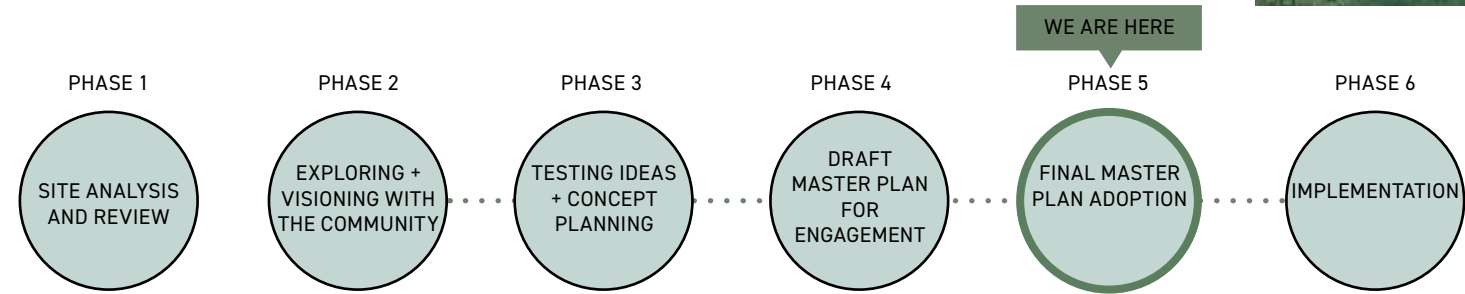 WE ARE HERE
PHASE 1
PHASE 2
PHASE 3
PHASE 4
PHASE 5
PHASE 6
SITE ANALYSIS
AND REVIEW
EXPLORING +
VISIONING WITH
THE COMMUNITY
TESTING IDEAS
+ CONCEPT
PLANNING
DRAFT
MASTER PLAN
FOR
ENGAGEMENT
FINAL MASTER
PLAN ADOPTION
IMPLEMENTATION